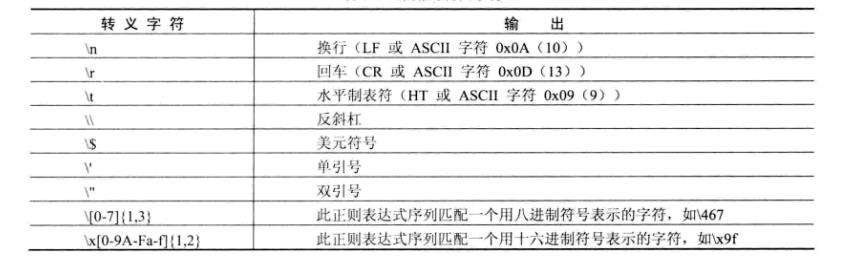 转义字符 输出
\n 换行（LF 或 ASCII 字符 0x0A（10））
\r 回车（CR 或 ASCII 字符 0x0D（13））
\t 水平制表符（HT 或 ASCII 字符 0x09（9））
\\ 反斜杠
\$ 美元符号
\' 单引号
\" 双引号
\[0-7]{1,3} 此正则表达式序列匹配一个用八进制符号表示的字符，如\467
\x[0-9A-Fa-f]{1,2} 此正则表达式序列匹配一个用十六进制符号表示的字符，如\x9f